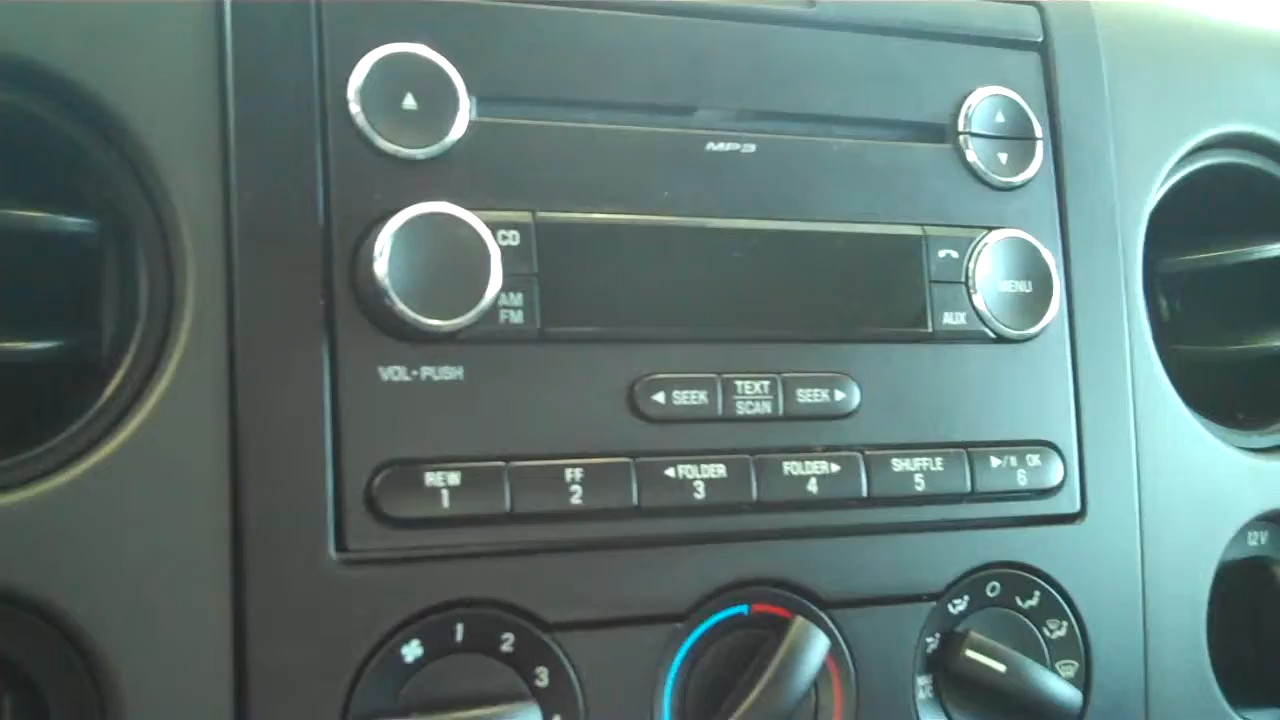 MP3
CD
AM
FM
MENU
AUX
VOL•PUSH
◀ SEEK
TEXT
SCAN
SEEK ▶
REW
1
FF
2
◀FOLDER
3
FOLDER▶
4
SHUFFLE
5
▶/II OK
6
12V
1
2
3
O